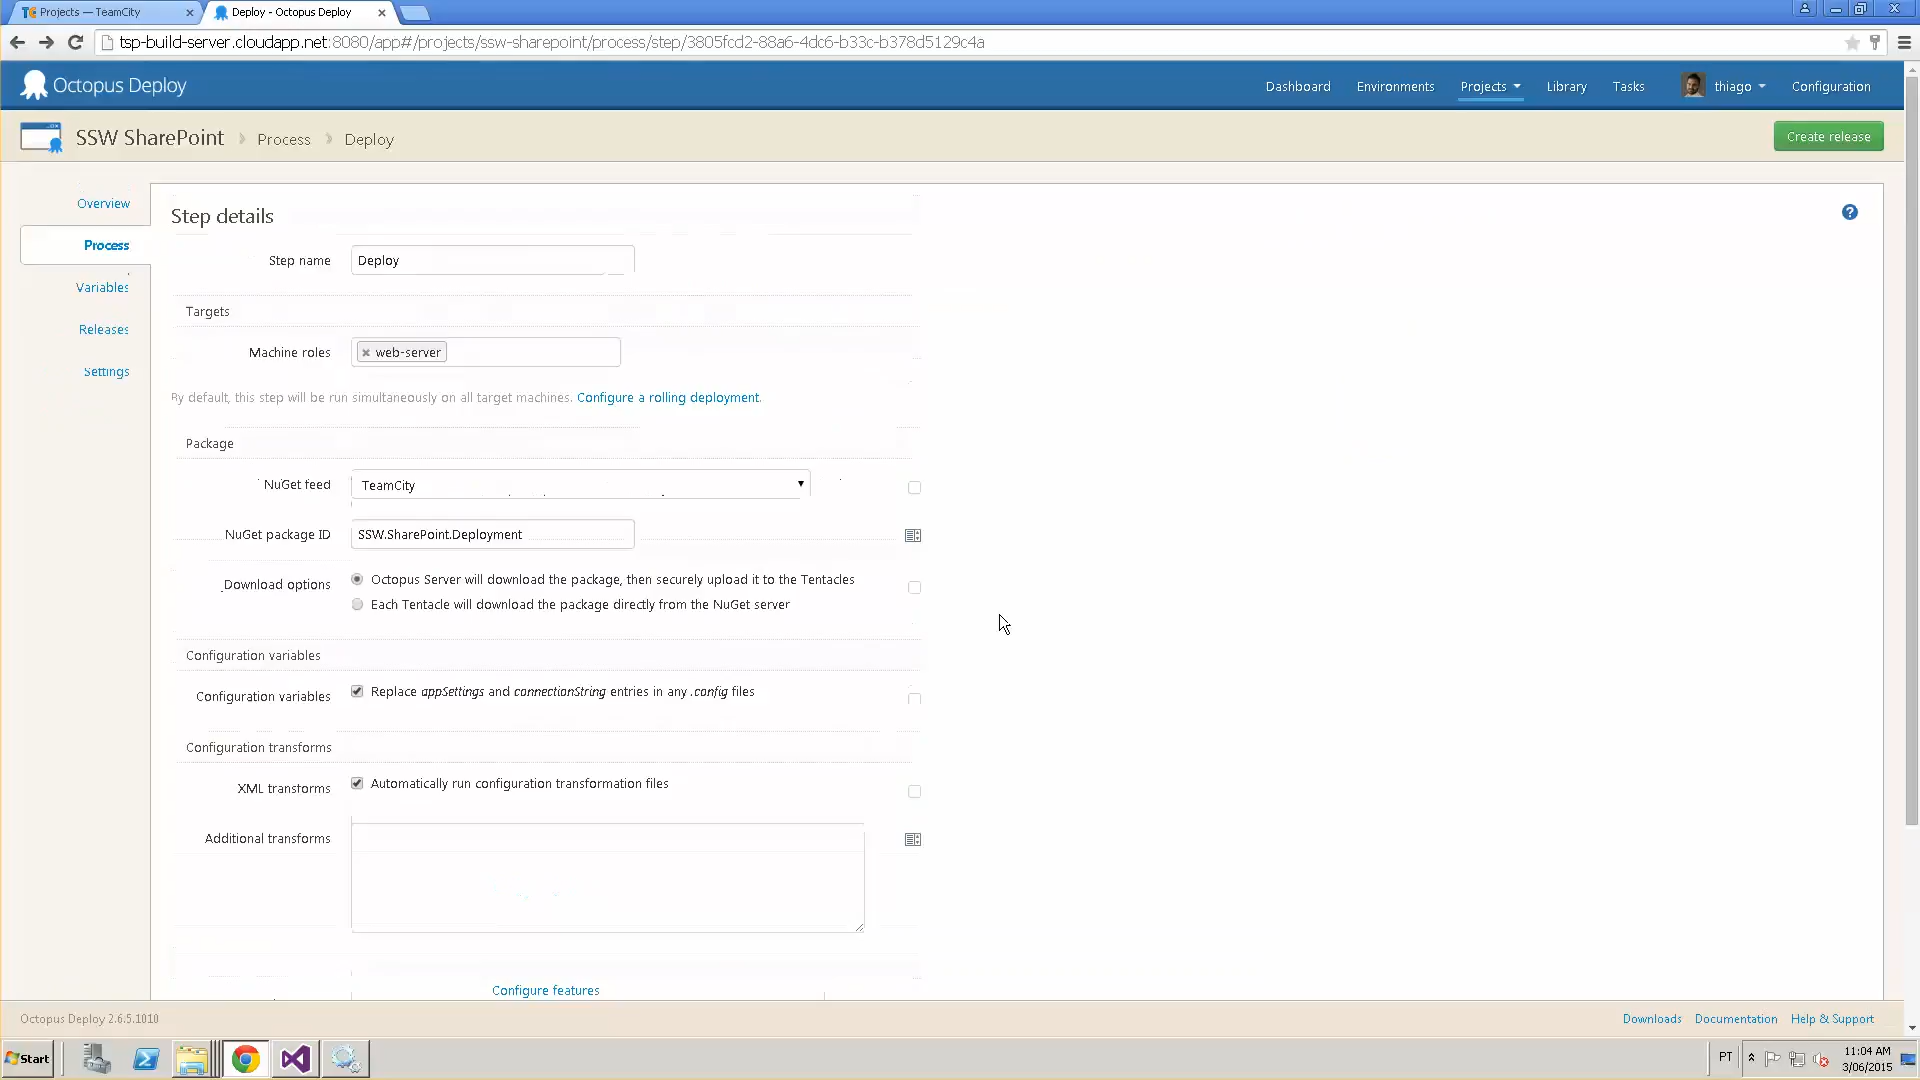 Projects — TeamCity
Deploy - Octopus Deploy
tsp-build-server.cloudapp.net:8080/app#/projects/ssw-sharepoint/process/step/3805fcd2-88a6-4dc6-b33c-b378d5129c4a
Octopus Deploy
Dashboard
Environments
Projects
Library
Tasks
thiago
Configuration
SSW SharePoint
Process
Deploy
Create release
Overview
Process
Variables
Releases
Settings
Step details
Step name
Deploy
Targets
Machine roles
web-server
By default, this step will be run simultaneously on all target machines. Configure a rolling deployment.
Package
NuGet feed
TeamCity
NuGet package ID
SSW.SharePoint.Deployment
Download options
Octopus Server will download the package, then securely upload it to the Tentacles
Each Tentacle will download the package directly from the NuGet server
Configuration variables
Configuration variables
Replace appSettings and connectionString entries in any .config files
Configuration transforms
XML transforms
Automatically run configuration transformation files
Additional transforms
Configure features
Octopus Deploy 2.6.5.1010
Downloads
Documentation
Help & Support
Start
PT
11:04 AM
3/06/2015